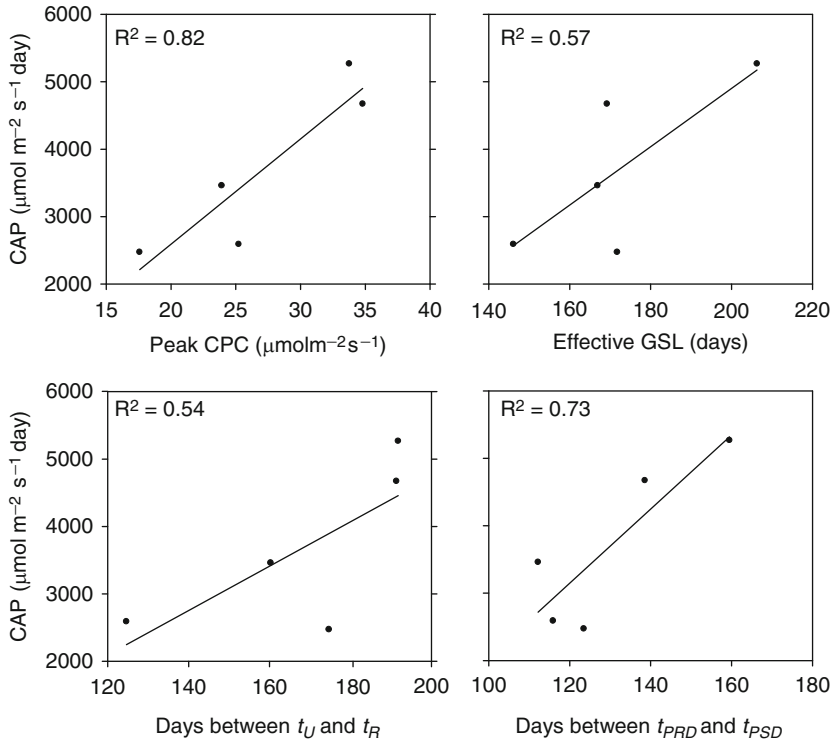 6000
R² = 0.82
5000
4000
3000
2000
CAP (μmol m⁻² s⁻¹ day)
15 20 25 30 35 40
Peak CPC (μmolm⁻²s⁻¹)
R² = 0.57
140 160 180 200 220
Effective GSL (days)
6000
R² = 0.54
5000
4000
3000
2000
CAP (μmol m⁻² s⁻¹ day)
120 140 160 180 200
Days between t_U and t_R
R² = 0.73
100 120 140 160 180
Days between t_PRD and t_PSD